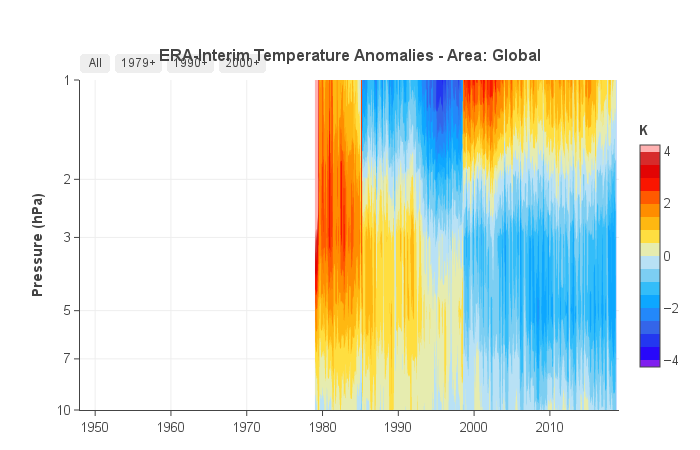 ERA-Interim Temperature Anomalies - Area: Global
All 1979+ 1990+ 2000+
K
Pressure (hPa)
1
2
3
5
7
10
1950 1960 1970 1980 1990 2000 2010
4
2
0
−2
−4